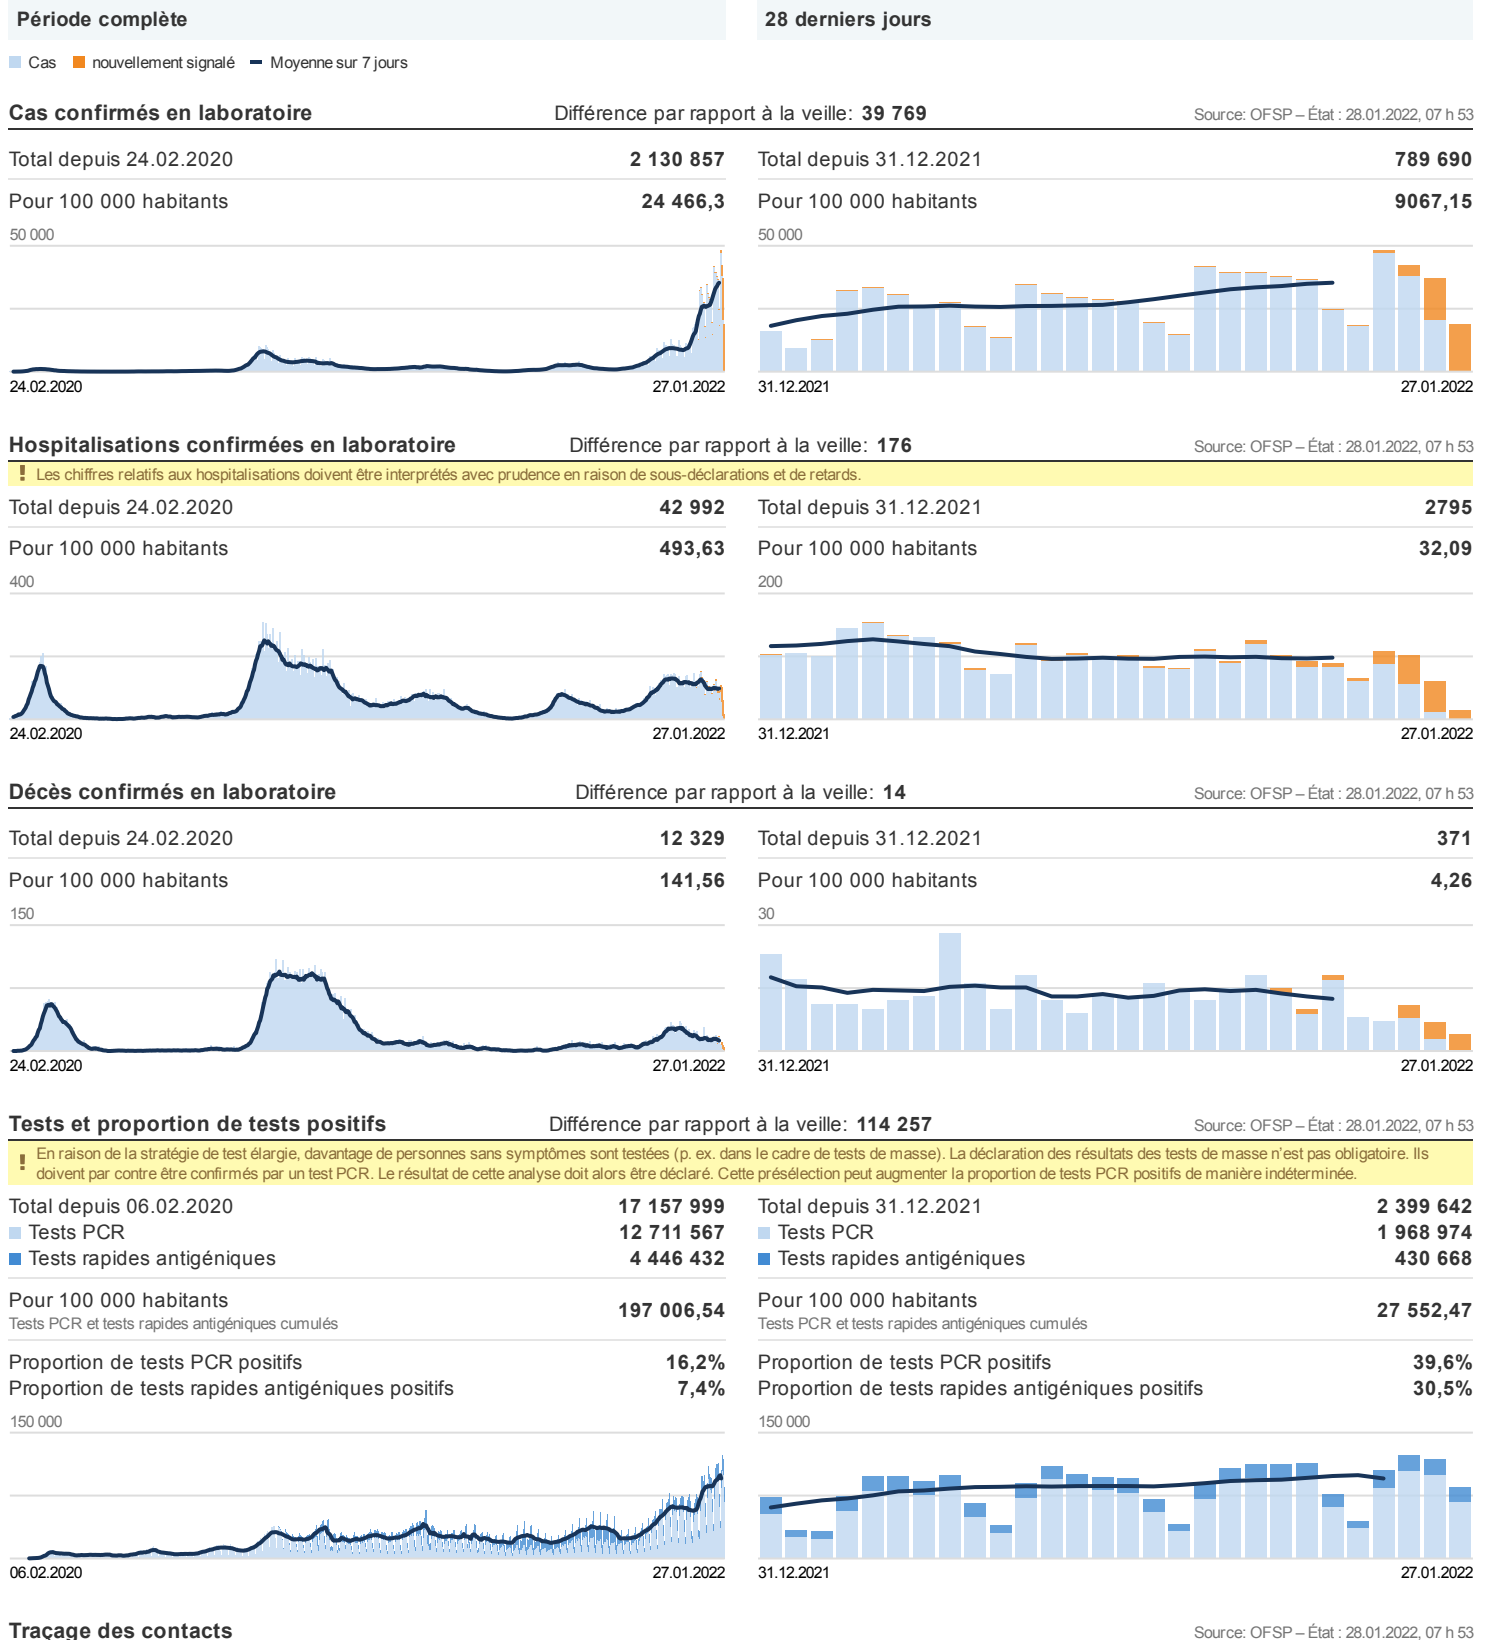 Période complète
28 derniers jours
Cas nouvellement signalé Moyenne sur 7 jours
Cas confirmés en laboratoire Différence par rapport à la veille: 39 769 Source: OFSP – État : 28.01.2022, 07 h 53
Total depuis 24.02.2020 2 130 857
Pour 100 000 habitants 24 466,3
50 000
24.02.2020 27.01.2022
Total depuis 31.12.2021 789 690
Pour 100 000 habitants 9067,15
50 000
31.12.2021 27.01.2022
Hospitalisations confirmées en laboratoire Différence par rapport à la veille: 176 Source: OFSP – État : 28.01.2022, 07 h 53
! Les chiffres relatifs aux hospitalisations doivent être interprétés avec prudence en raison de sous-déclarations et de retards.
Total depuis 24.02.2020 42 992
Pour 100 000 habitants 493,63
400
24.02.2020 27.01.2022
Total depuis 31.12.2021 2795
Pour 100 000 habitants 32,09
200
31.12.2021 27.01.2022
Décès confirmés en laboratoire Différence par rapport à la veille: 14 Source: OFSP – État : 28.01.2022, 07 h 53
Total depuis 24.02.2020 12 329
Pour 100 000 habitants 141,56
150
24.02.2020 27.01.2022
Total depuis 31.12.2021 371
Pour 100 000 habitants 4,26
30
31.12.2021 27.01.2022
Tests et proportion de tests positifs Différence par rapport à la veille: 114 257 Source: OFSP – État : 28.01.2022, 07 h 53
! En raison de la stratégie de test élargie, davantage de personnes sans symptômes sont testées (p. ex. dans le cadre de tests de masse). La déclaration des résultats des tests de masse n'est pas obligatoire. Ils
doivent par contre être confirmés par un test PCR. Le résultat de cette analyse doit alors être déclaré. Cette présélection peut augmenter la proportion de tests PCR positifs de manière indéterminée.
Total depuis 06.02.2020 17 157 999
Tests PCR 12 711 567
Tests rapides antigéniques 4 446 432
Pour 100 000 habitants 197 006,54
Tests PCR et tests rapides antigéniques cumulés
Proportion de tests PCR positifs 16,2%
Proportion de tests rapides antigéniques positifs 7,4%
150 000
06.02.2020 27.01.2022
Total depuis 31.12.2021 2 399 642
Tests PCR 1 968 974
Tests rapides antigéniques 430 668
Pour 100 000 habitants 27 552,47
Tests PCR et tests rapides antigéniques cumulés
Proportion de tests PCR positifs 39,6%
Proportion de tests rapides antigéniques positifs 30,5%
150 000
31.12.2021 27.01.2022
Traçage des contacts Source: OFSP – État : 28.01.2022, 07 h 53